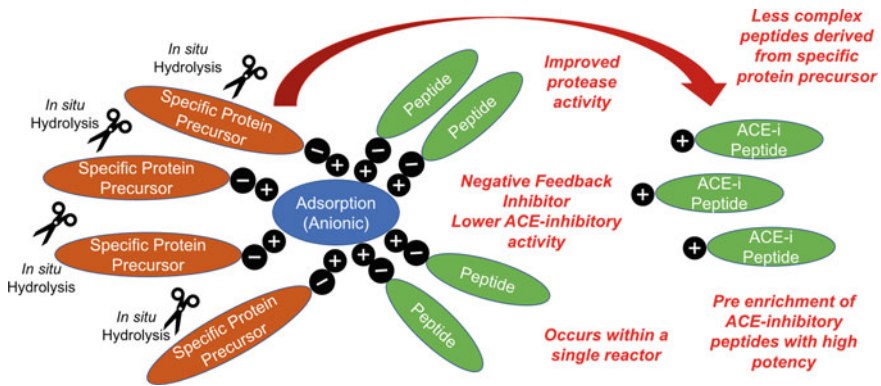 In situ
Hydrolysis
In situ
Hydrolysis
Specific Protein
Precursor
In situ
Hydrolysis
Specific Protein
Precursor
In situ
Hydrolysis
Specific Protein
Precursor
In situ
Hydrolysis
Specific Protein
Precursor
− + − + − + − +
Adsorption
(Anionic)
+ − + − + − + −
Peptide
Peptide
Peptide
Peptide
Improved
protease
activity
Negative Feedback
Inhibitor
Lower ACE-inhibitory
activity
Occurs within a
single reactor
Less complex
peptides derived
from specific
protein precursor
+ ACE-i
Peptide
+ ACE-i
Peptide
+ ACE-i
Peptide
Pre enrichment of
ACE-inhibitory
peptides with high
potency